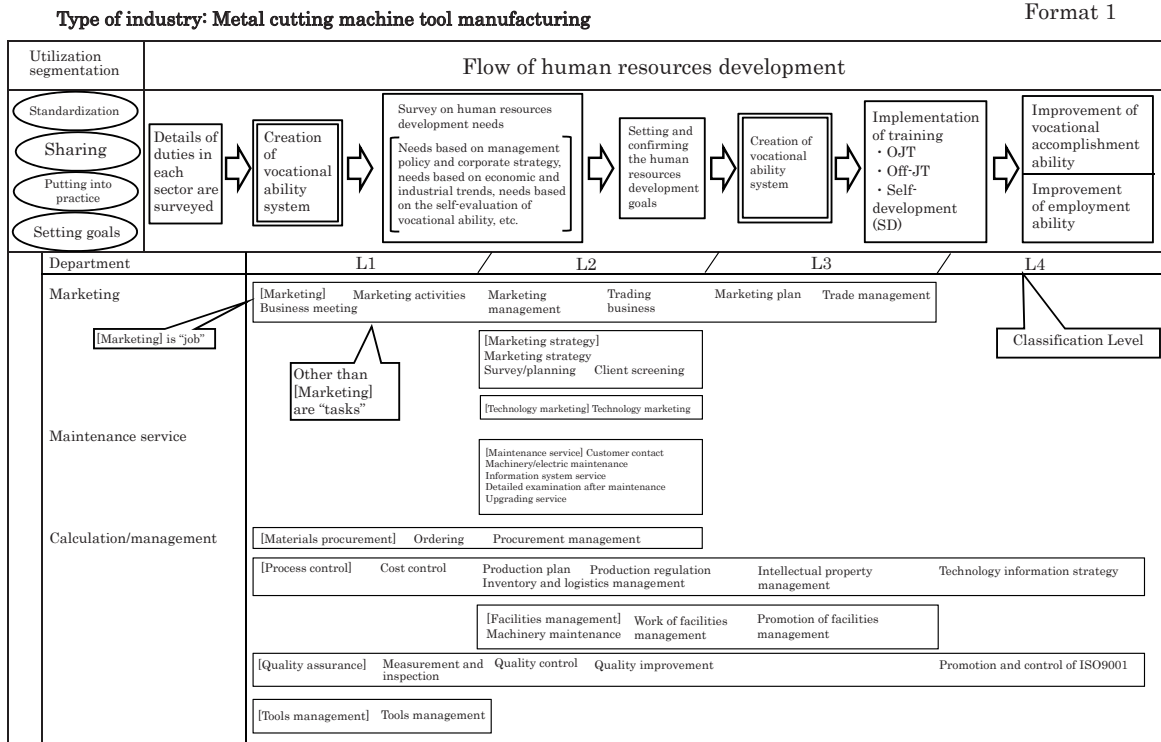 Type of industry: Metal cutting machine tool manufacturing
Format 1
Utilization
segmentation
Flow of human resources development
Standardization
Sharing
Putting into
practice
Setting goals
Details of
duties in
each
sector are
surveyed
Creation
of
vocational
ability
system
Survey on human resources
development needs
Needs based on management
policy and corporate strategy,
needs based on economic and
industrial trends, needs based
on the self-evaluation of
vocational ability, etc.
Setting and
confirming
the human
resources
development
goals
Creation of
vocational
ability
system
Implementation
of training
・OJT
・Off-JT
・Self-
development
(SD)
Improvement of
vocational
accomplishment
ability
Improvement
of employment
ability
Department
L1
L2
L3
L4
Marketing
[Marketing] Marketing activities Marketing Trading Marketing plan Trade management
Business meeting management business
[Marketing] is "job"
Other than
[Marketing]
are "tasks"
Classification Level
[Marketing strategy]
Marketing strategy
Survey/planning Client screening
[Technology marketing] Technology marketing
Maintenance service
[Maintenance service] Customer contact
Machinery/electric maintenance
Information system service
Detailed examination after maintenance
Upgrading service
Calculation/management
[Materials procurement] Ordering Procurement management
[Process control] Cost control Production plan Production regulation Intellectual property Technology information strategy
Inventory and logistics management management
[Facilities management] Work of facilities Promotion of facilities
Machinery maintenance management management
[Quality assurance] Measurement and Quality control Quality improvement Promotion and control of ISO9001
inspection
[Tools management] Tools management